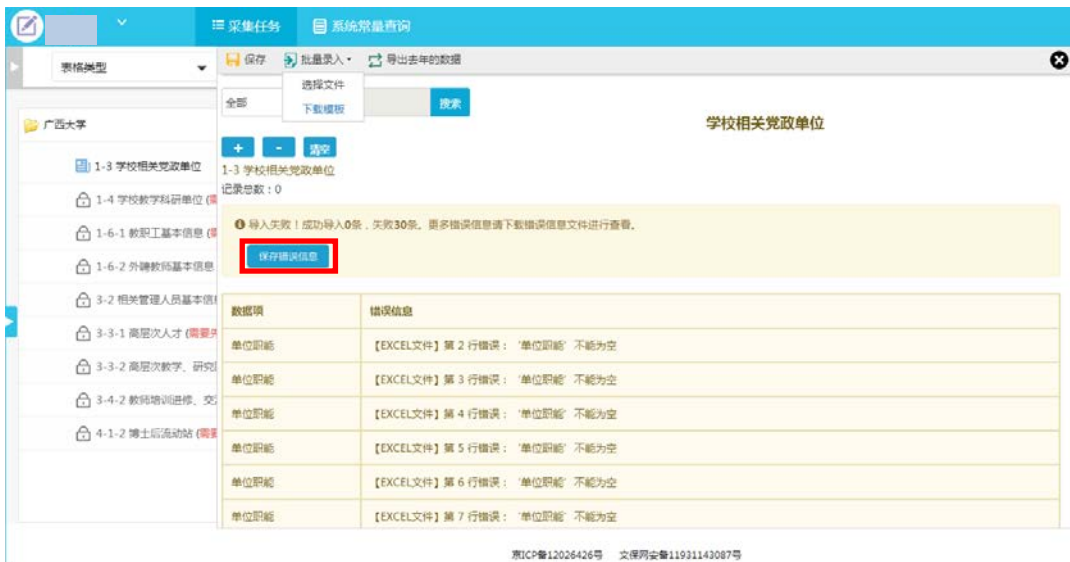 采集任务
系统常量查询
表格类型
保存
批量录入
导出去年的数据
选择文件
下载模板
全部
搜索
学校相关党政单位
广西大学
+
-
清空
1-3 学校相关党政单位
记录总数：0
1-3 学校相关党政单位
1-4 学校教学科研单位 (需
1-6-1 教职工基本信息 (需
1-6-2 外聘教师基本信息
3-2 相关管理人员基本信息
3-3-1 高层次人才 (需要先
3-3-2 高层次教学、研究
3-4-2 教师培训进修、交
4-1-2 博士后流动站 (需要
导入失败！成功导入0条，失败30条。更多错误信息请下载错误信息文件进行查看。
保存错误信息
数据项 错误信息
单位职能 【EXCEL文件】第 2 行错误： '单位职能' 不能为空
单位职能 【EXCEL文件】第 3 行错误： '单位职能' 不能为空
单位职能 【EXCEL文件】第 4 行错误： '单位职能' 不能为空
单位职能 【EXCEL文件】第 5 行错误： '单位职能' 不能为空
单位职能 【EXCEL文件】第 6 行错误： '单位职能' 不能为空
单位职能 【EXCEL文件】第 7 行错误： '单位职能' 不能为空
京ICP备12026426号 文保网安备11931143087号